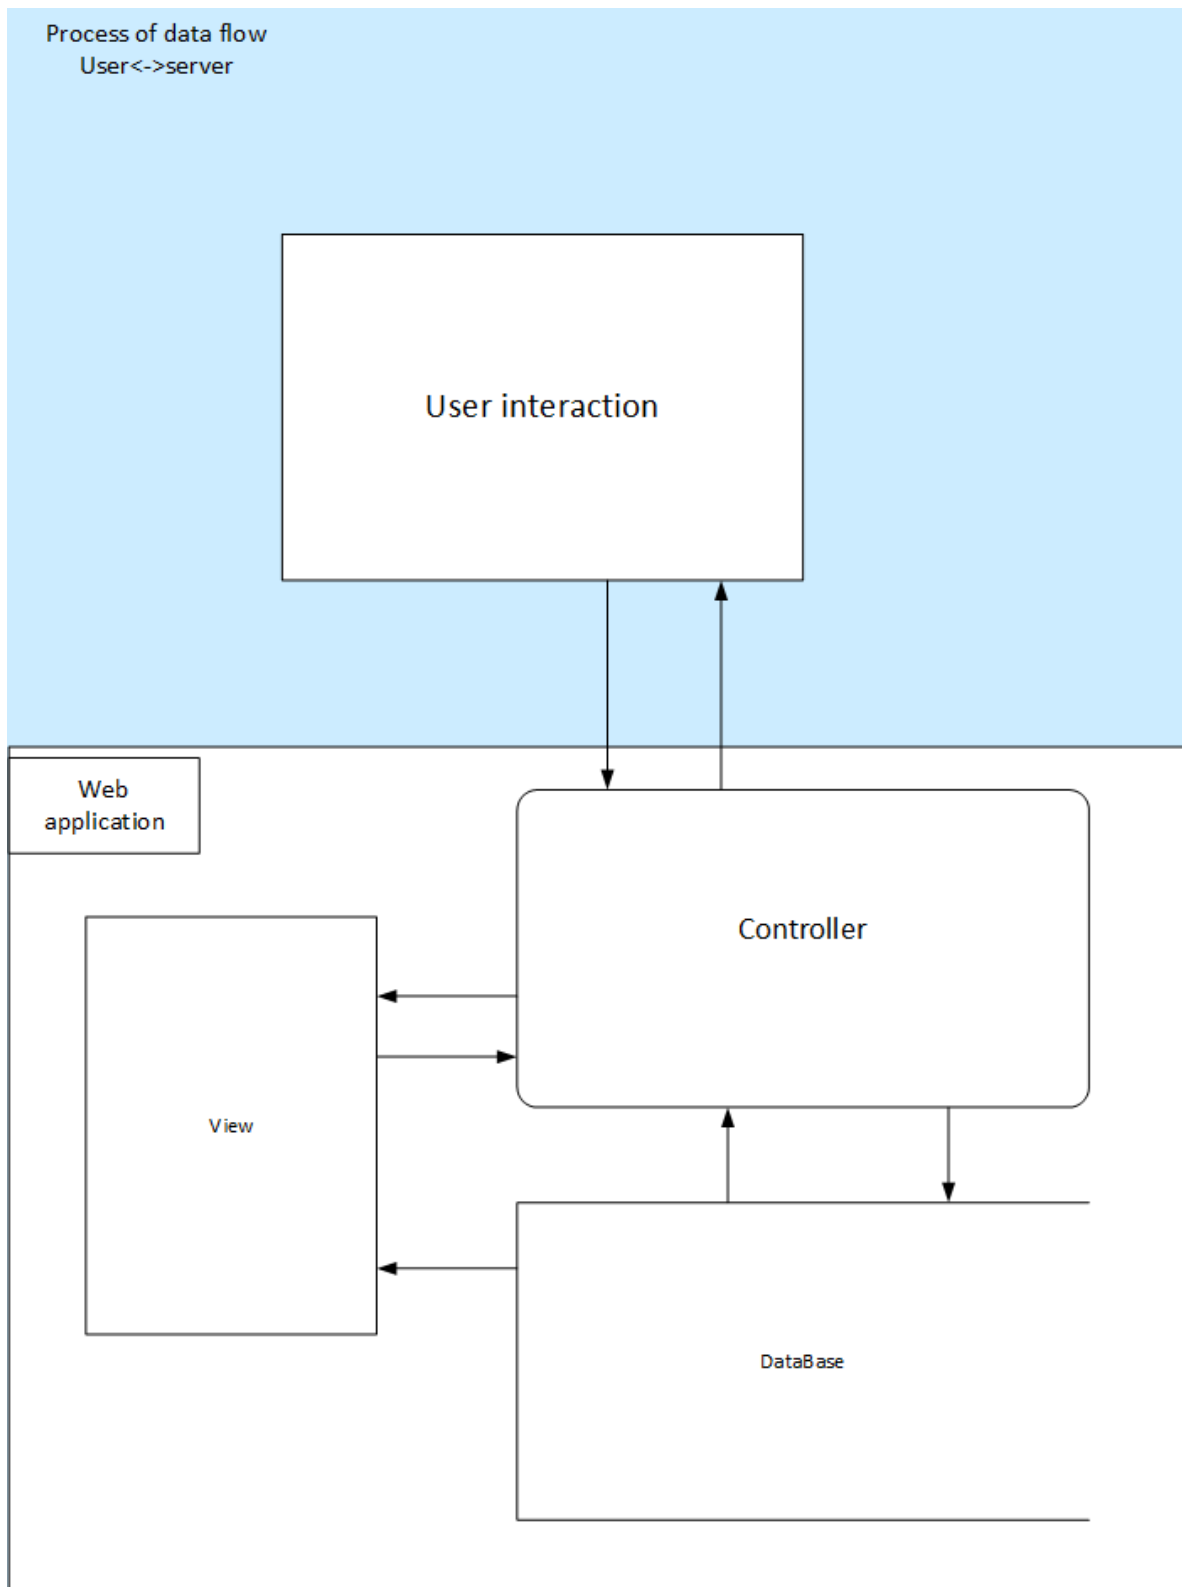 Process of data flow
User<->server
User interaction
Web
application
Controller
View
DataBase